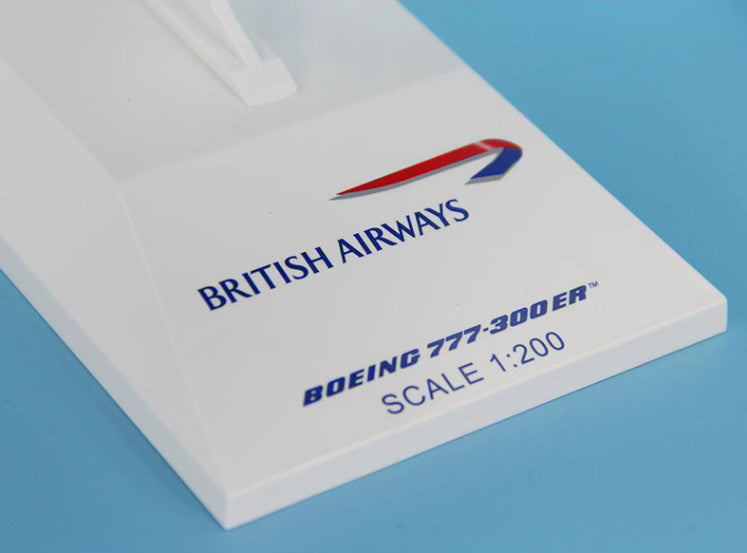 BRITISH AIRWAYS
BOEING 777-300ER™
SCALE 1:200